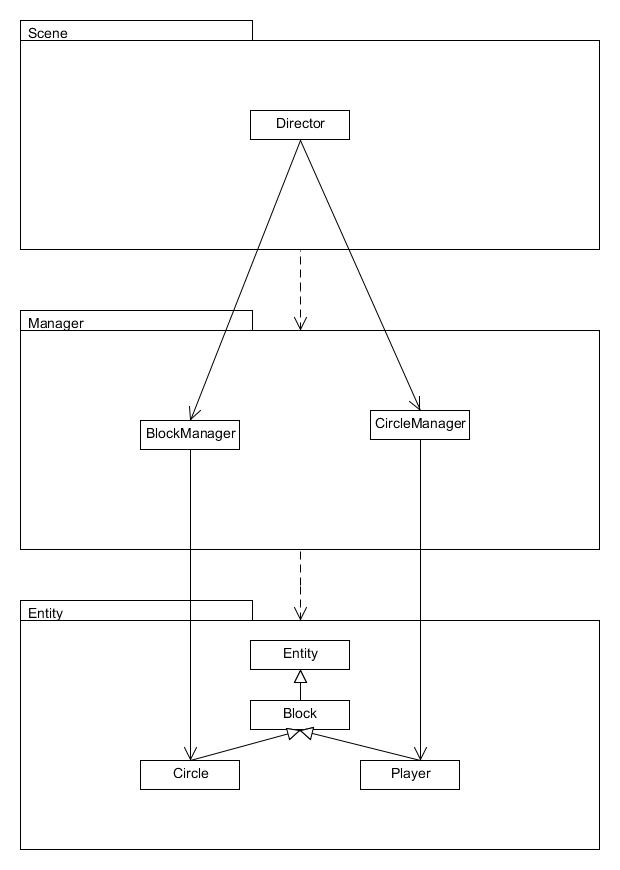 Scene
Director
Manager
BlockManager
CircleManager
Entity
Entity
Block
Circle
Player